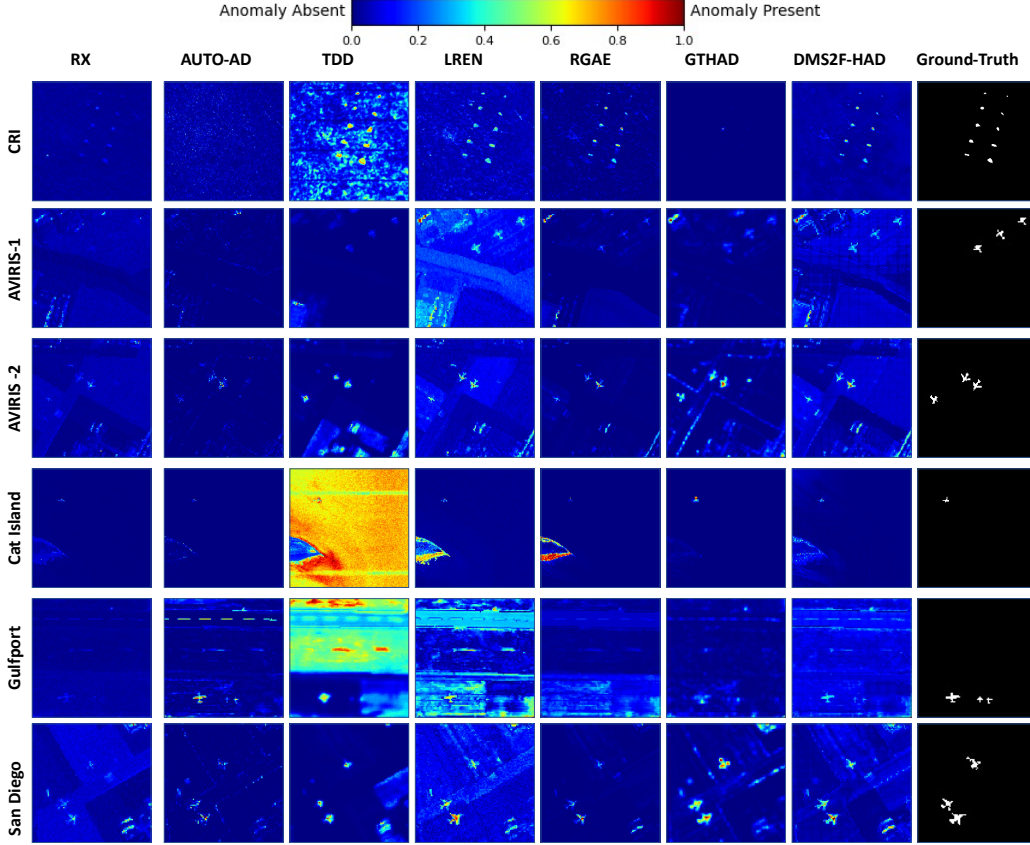 Anomaly Absent
Anomaly Present
0.0 0.2 0.4 0.6 0.8 1.0
RX AUTO-AD TDD LREN RGAE GTHAD DMS2F-HAD Ground-Truth
CRI
AVIRIS-1
AVIRIS -2
Cat Island
Gulfport
San Diego